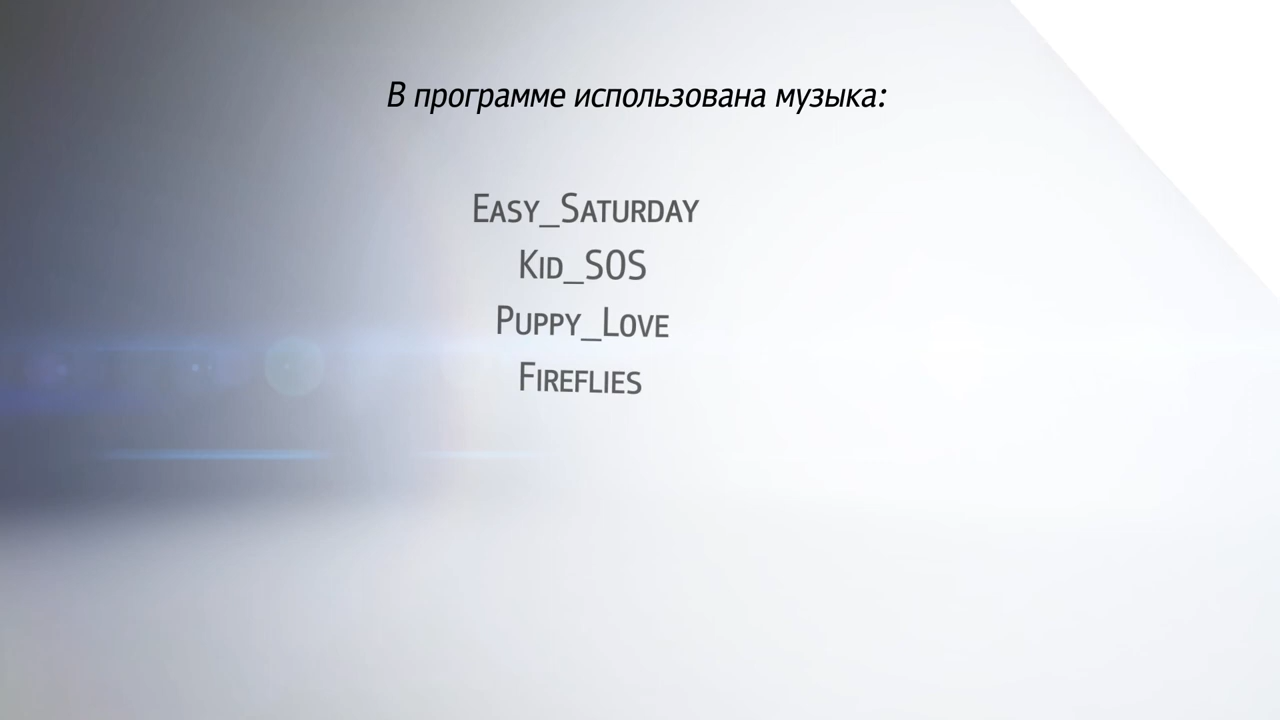 В программе использована музыка:
Easy_Saturday
Kid_SOS
Puppy_Love
Fireflies